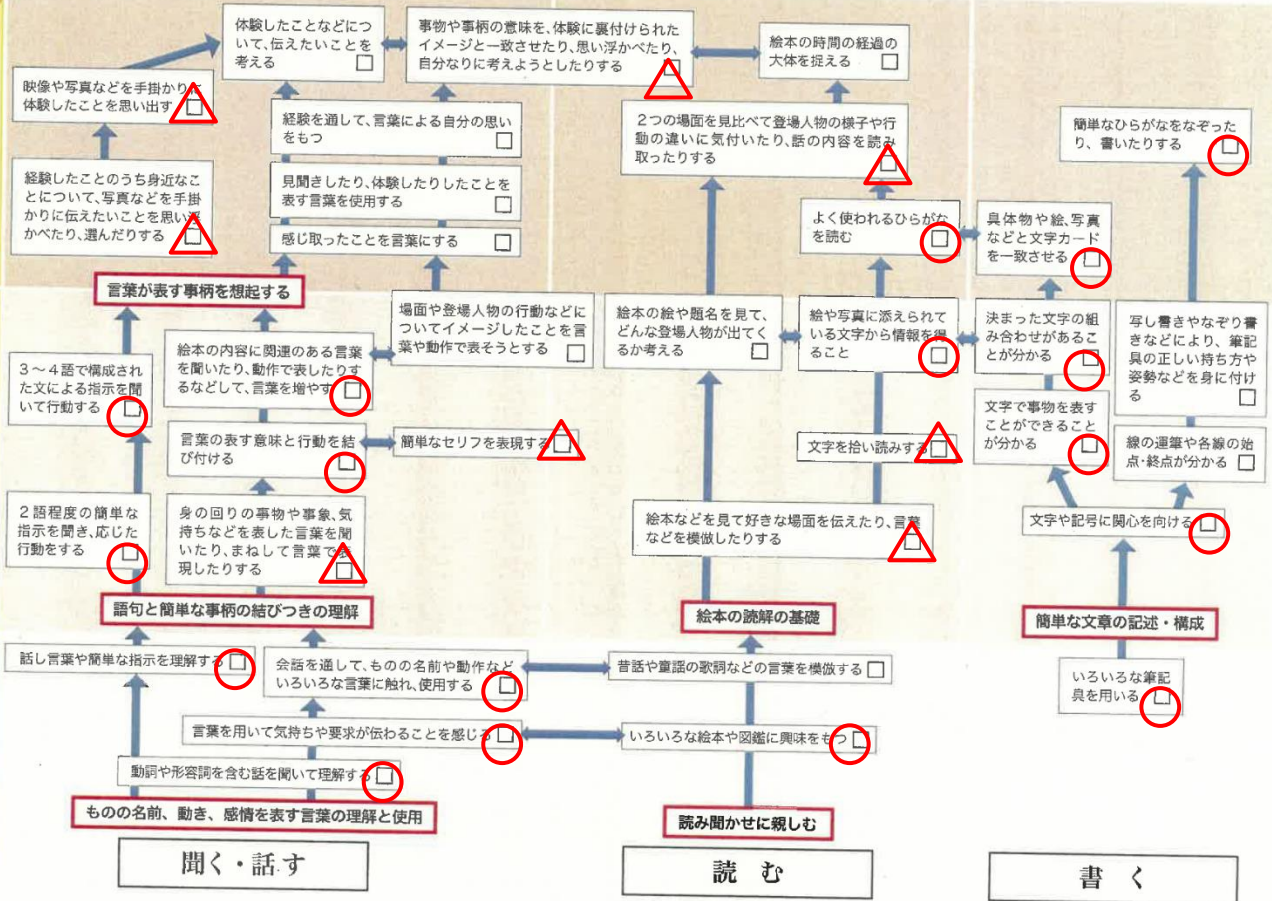 体験したことなどにつ
いて、伝えたいことを
考える
事物や事柄の意味を、体験に裏付けられた
イメージと一致させたり、思い浮かべたり、
自分なりに考えようとしたりする
絵本の時間の経過の
大体を捉える
映像や写真などを手掛かりに
体験したことを思い出す
経験を通して、言葉による自分の思い
をもつ
2つの場面を見比べて登場人物の様子や行
動の違いに気付いたり、話の内容を読み
取ったりする
簡単なひらがなをなぞった
り、書いたりする
経験したことのうち身近なこ
とについて、写真などを手掛
かりに伝えたいことを思い浮
かべたり、選んだりする
見聞きしたり、体験したりしたことを
表す言葉を使用する
感じ取ったことを言葉にする
よく使われるひらがな
を読む
具体物や絵、写真
などと文字カード
を一致させる
言葉が表す事柄を想起する
場面や登場人物の行動などに
ついてイメージしたことを言
葉や動作で表そうとする
絵本の絵や題名を見て、
どんな登場人物が出てく
るか考える
絵や写真に添えられて
いる文字から情報を得
ること
決まった文字の組
み合わせがあるこ
とが分かる
写し書きやなぞり書
きなどにより、筆記
具の正しい持ち方や
姿勢などを身に付け
る
3~4語で構成され
た文による指示を聞
いて行動する
絵本の内容に関連のある言葉
を聞いたり、動作で表したりす
るなどして、言葉を増やす
文字で事物を表す
ことができること
が分かる
言葉の表す意味と行動を結
び付ける
簡単なセリフを表現する
文字を拾い読みする
線の運筆や各線の始
点・終点が分かる
2語程度の簡単な
指示を聞き、応じた
行動をする
身の回りの事物や事象、気
持ちなどを表した言葉を聞
いたり、まねして言葉で表
現したりする
絵本などを見て好きな場面を伝えたり、言葉
などを模倣したりする
文字や記号に関心を向ける
語句と簡単な事柄の結びつきの理解
絵本の読解の基礎
簡単な文章の記述・構成
話し言葉や簡単な指示を理解する
会話を通して、ものの名前や動作など
いろいろな言葉に触れ、使用する
昔話や童謡の歌詞などの言葉を模倣する
いろいろな筆記
具を用いる
言葉を用いて気持ちや要求が伝わることを感じる
いろいろな絵本や図鑑に興味をもつ
動詞や形容詞を含む話を聞いて理解する
ものの名前、動き、感情を表す言葉の理解と使用
読み聞かせに親しむ
聞く・話す
読む
書く